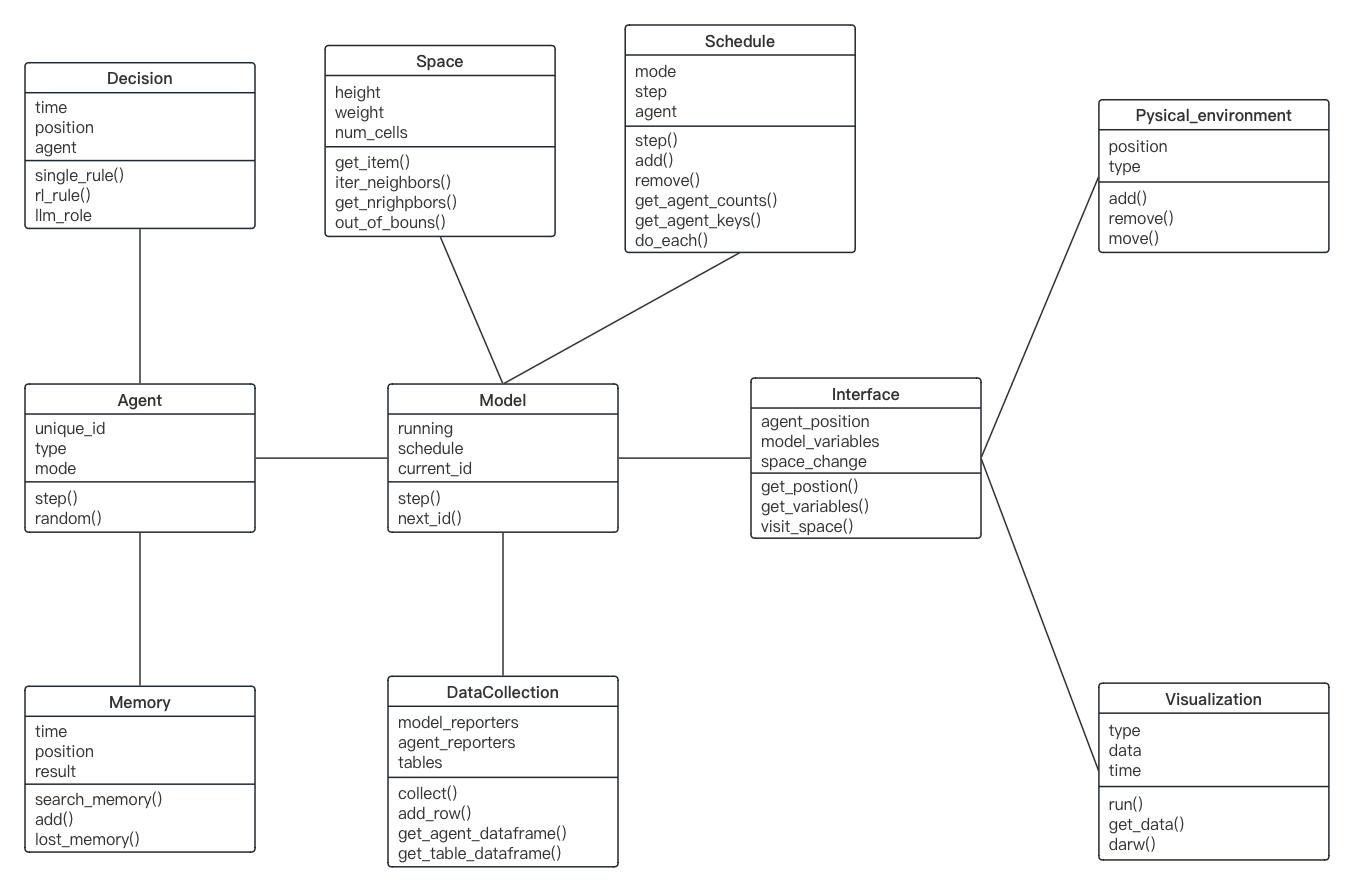 Decision
time
position
agent
single_rule()
rl_rule()
llm_role
Space
height
weight
num_cells
get_item()
iter_neighbors()
get_nrighpbors()
out_of_bouns()
Schedule
mode
step
agent
step()
add()
remove()
get_agent_counts()
get_agent_keys()
do_each()
Pysical_environment
position
type
add()
remove()
move()
Agent
unique_id
type
mode
step()
random()
Model
running
schedule
current_id
step()
next_id()
Interface
agent_position
model_variables
space_change
get_postion()
get_variables()
visit_space()
Memory
time
position
result
search_memory()
add()
lost_memory()
DataCollection
model_reporters
agent_reporters
tables
collect()
add_row()
get_agent_dataframe()
get_table_dataframe()
Visualization
type
data
time
run()
get_data()
darw()